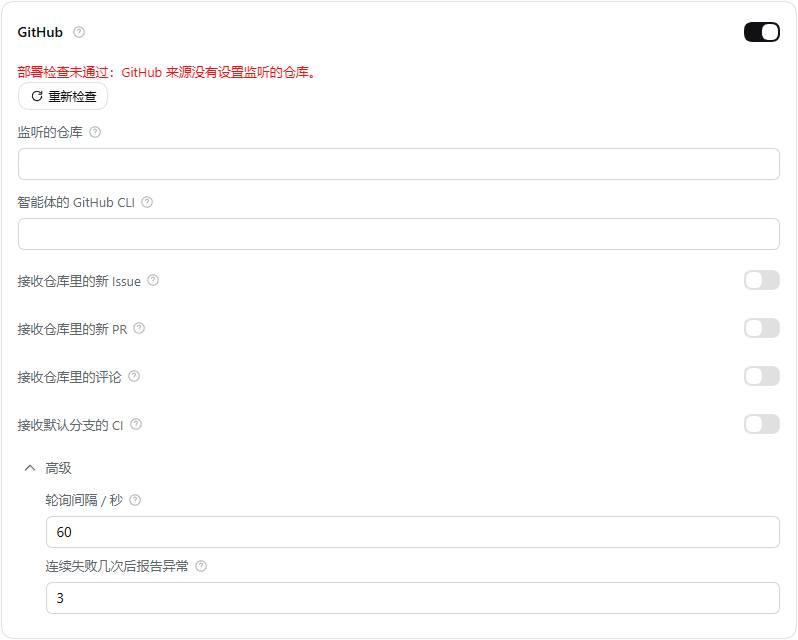 GitHub
部署检查未通过：GitHub 来源没有设置监听的仓库。
重新检查
监听的仓库
智能体的 GitHub CLI
接收仓库里的新 Issue
接收仓库里的新 PR
接收仓库里的评论
接收默认分支的 CI
高级
轮询间隔 / 秒
60
连续失败几次后报告异常
3